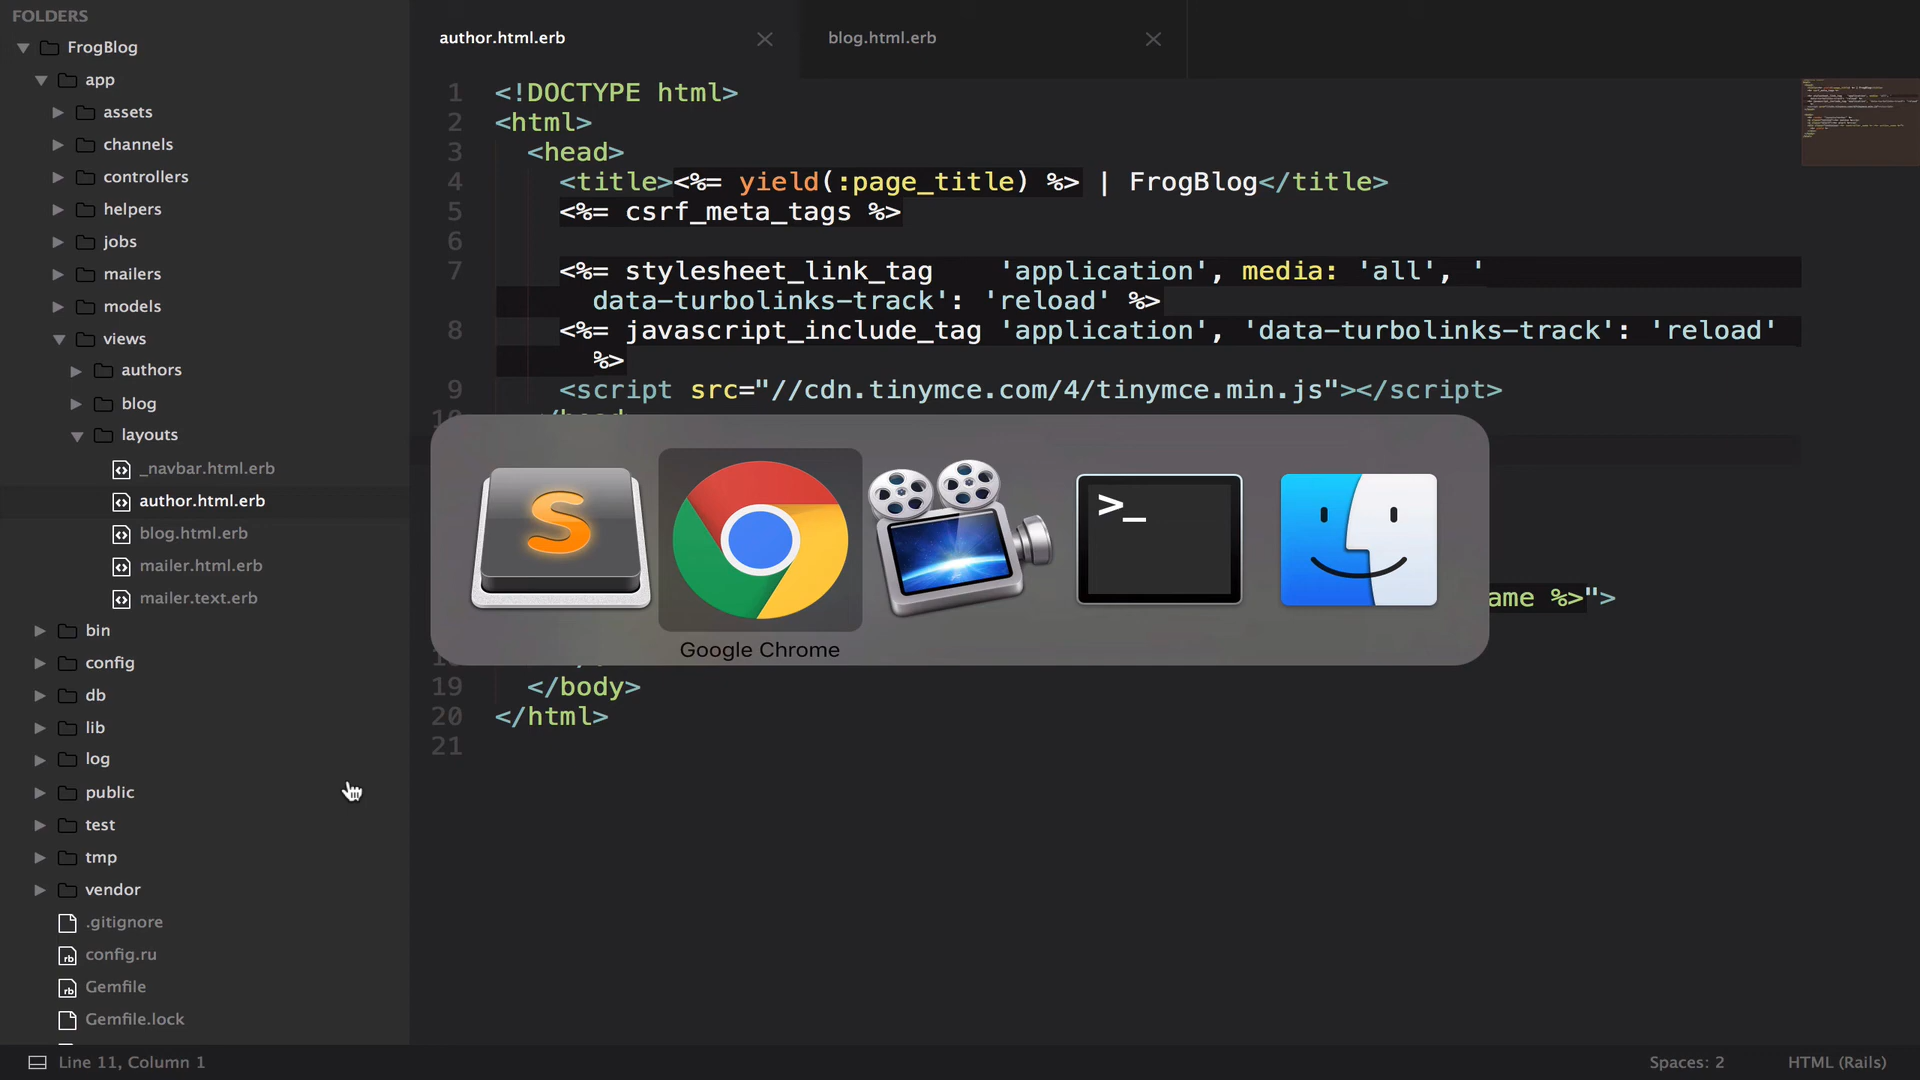 FOLDERS
FrogBlog
app
assets
channels
controllers
helpers
jobs
mailers
models
views
authors
blog
layouts
_navbar.html.erb
author.html.erb
blog.html.erb
mailer.html.erb
mailer.text.erb
bin
config
db
lib
log
public
test
tmp
vendor
.gitignore
config.ru
Gemfile
Gemfile.lock
author.html.erb
blog.html.erb
1 <!DOCTYPE html>
2 <html>
3 <head>
4 <title><%= yield(:page_title) %> | FrogBlog</title>
5 <%= csrf_meta_tags %>
6
7 <%= stylesheet_link_tag    'application', media: 'all', '
data-turbolinks-track': 'reload' %>
8 <%= javascript_include_tag 'application', 'data-turbolinks-track': 'reload'
%>
9 <script src="//cdn.tinymce.com/4/tinymce.min.js"></script>
ame %>">
S
>_
Google Chrome
19 </body>
20 </html>
21
Line 11, Column 1
Spaces: 2
HTML (Rails)